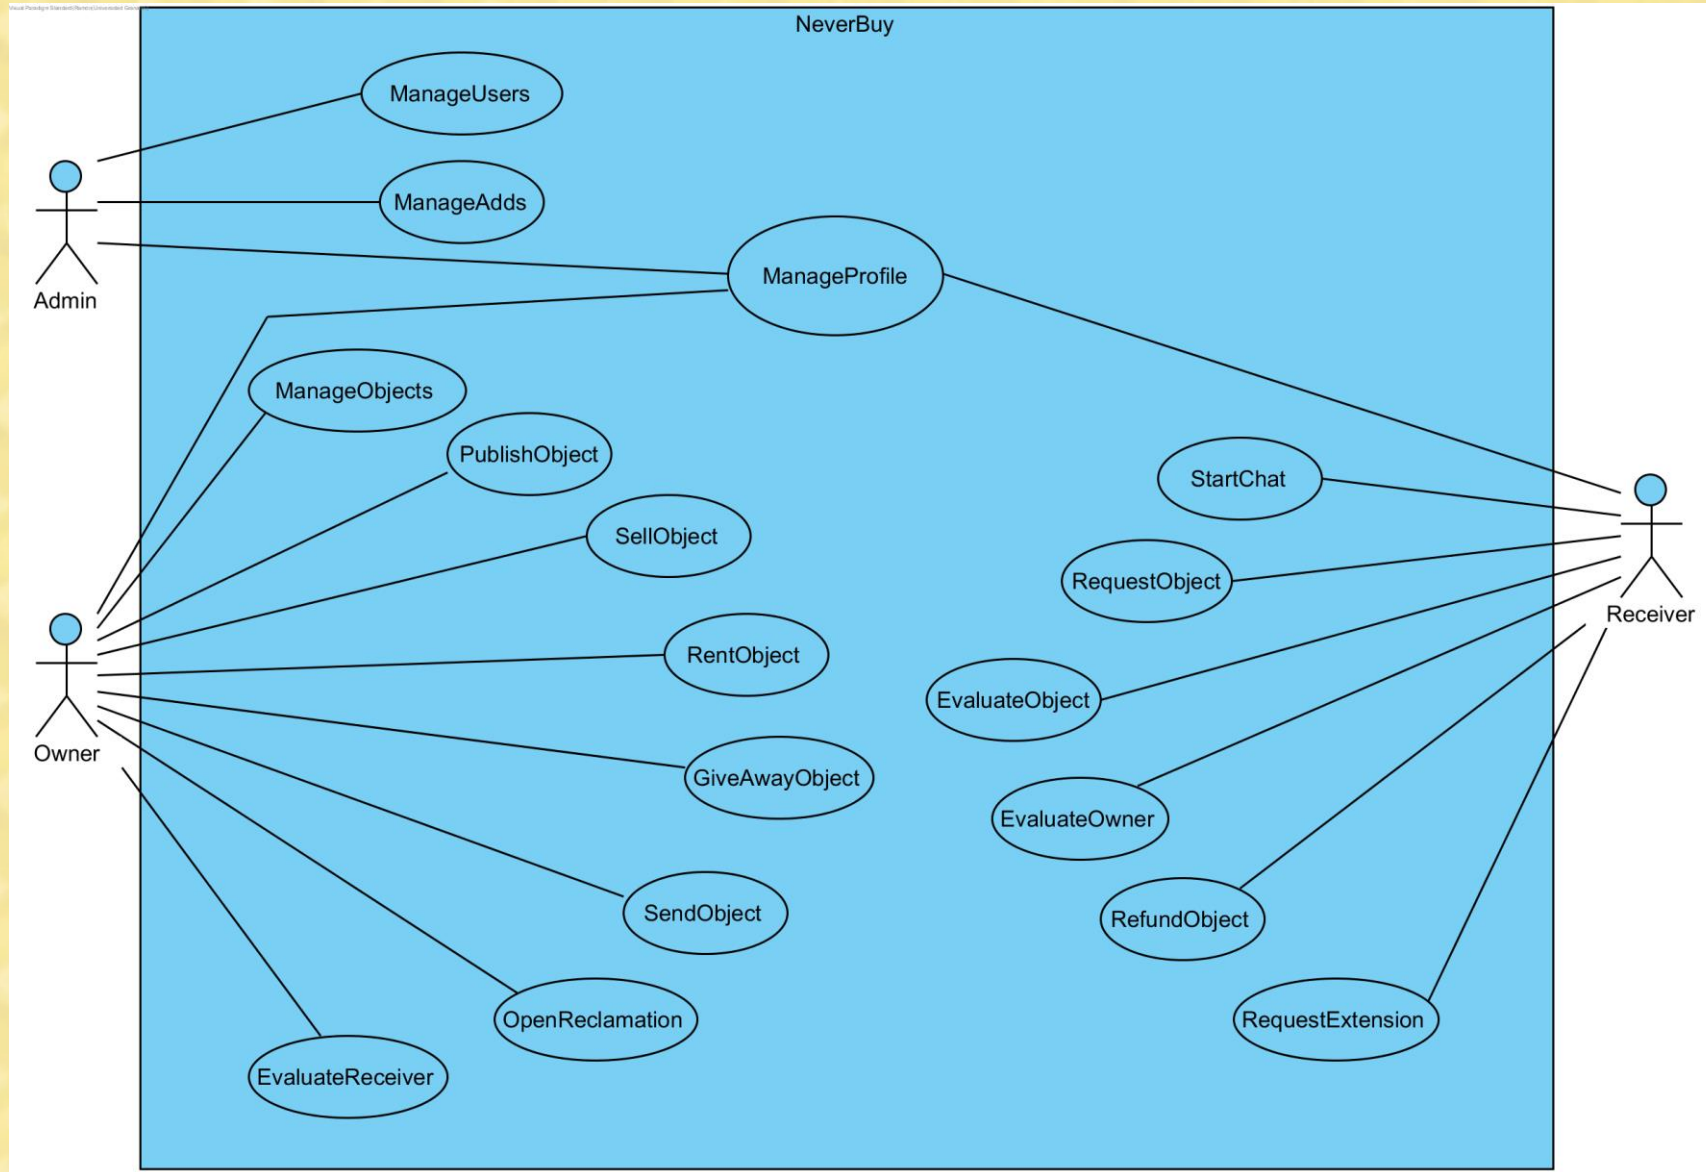 NeverBuy
ManageUsers
ManageAdds
Admin
ManageProfile
ManageObjects
PublishObject
StartChat
SellObject
RequestObject
Receiver
RentObject
EvaluateObject
Owner
GiveAwayObject
EvaluateOwner
SendObject
RefundObject
OpenReclamation
RequestExtension
EvaluateReceiver